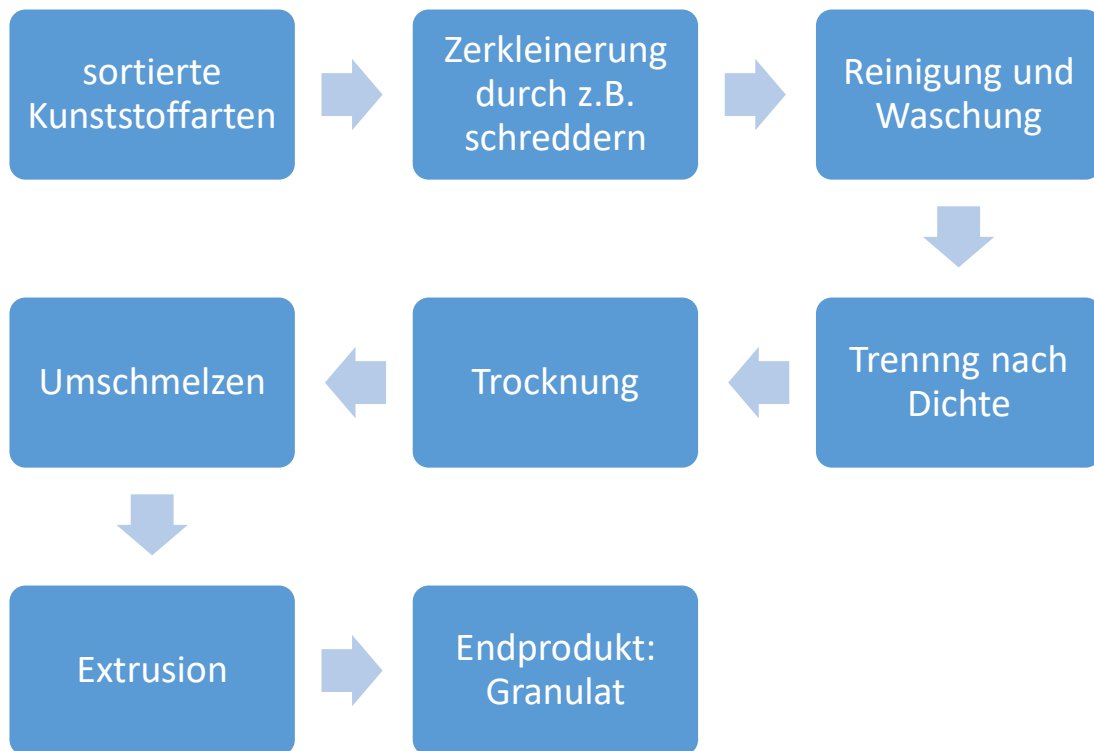 sortierte
Kunststoffarten
Zerkleinerung
durch z.B.
schreddern
Reinigung und
Waschung
Trennng nach
Dichte
Trocknung
Umschmelzen
Extrusion
Endprodukt:
Granulat